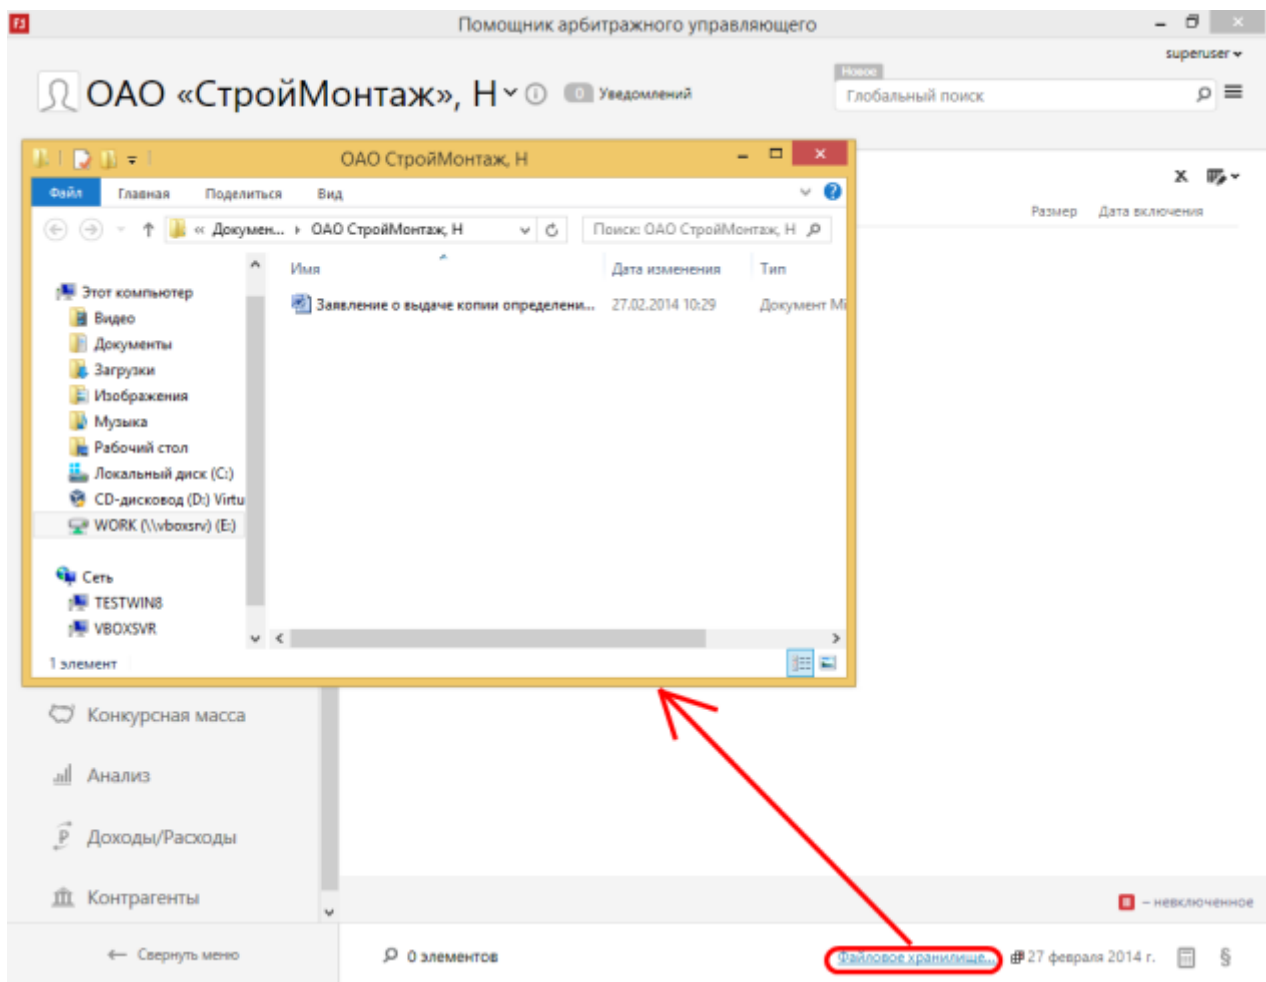 Помощник арбитражного управляющего
superuser
ОАО «СтройМонтаж», Н
0 Уведомлений
Новое
Глобальный поиск
ОАО СтройМонтаж, Н
Файл Главная Поделиться Вид
« Докумен... ОАО СтройМонтаж, Н
Поиск: ОАО СтройМонтаж, Н
Размер Дата включения
Имя Дата изменения Тип
Заявление о выдаче копии определени... 27.02.2014 10:29 Документ Mi
Этот компьютер
Видео
Документы
Загрузки
Изображения
Музыка
Рабочий стол
Локальный диск (C:)
CD-дисковод (D:) Virtu
WORK (\\vboxsrv) (E:)
Сеть
TESTWIN8
VBOXSVR
1 элемент
Конкурсная масса
Анализ
Доходы/Расходы
Контрагенты
– невключенное
← Свернуть меню
0 элементов
Файловое хранилище...
27 февраля 2014 г.
§